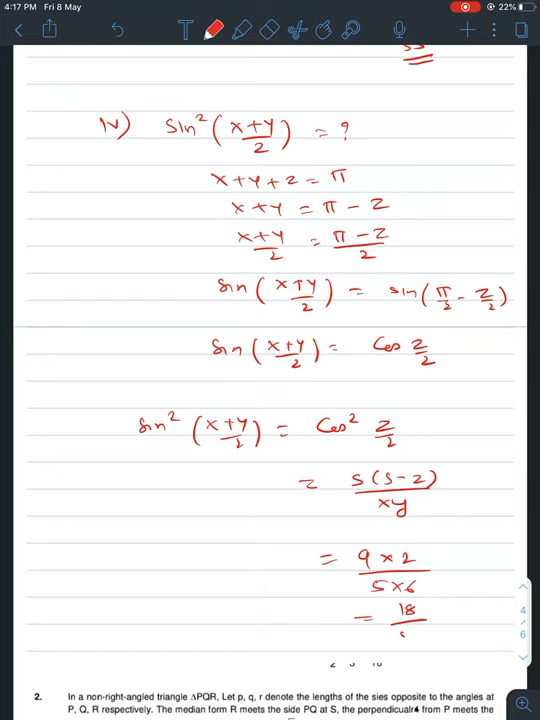 4:17 PM Fri 8 May
22%
iv) sin² (x+y/2) = ?
x+y+z = π
x+y = π - z
x+y/2 = π-z/2
sin (x+y/2) = sin (π/2 - z/2)
sin (x+y/2) = cos z/2
sin² (x+y/2) = cos² z/2
= s(s-z)/xy
= 9×2/5×6
= 18/
4
/
6
2. In a non-right-angled triangle ΔPQR, Let p, q, r denote the lengths of the sies opposite to the angles at
P, Q, R respectively. The median form R meets the side PQ at S, the perpendicualr from P meets the